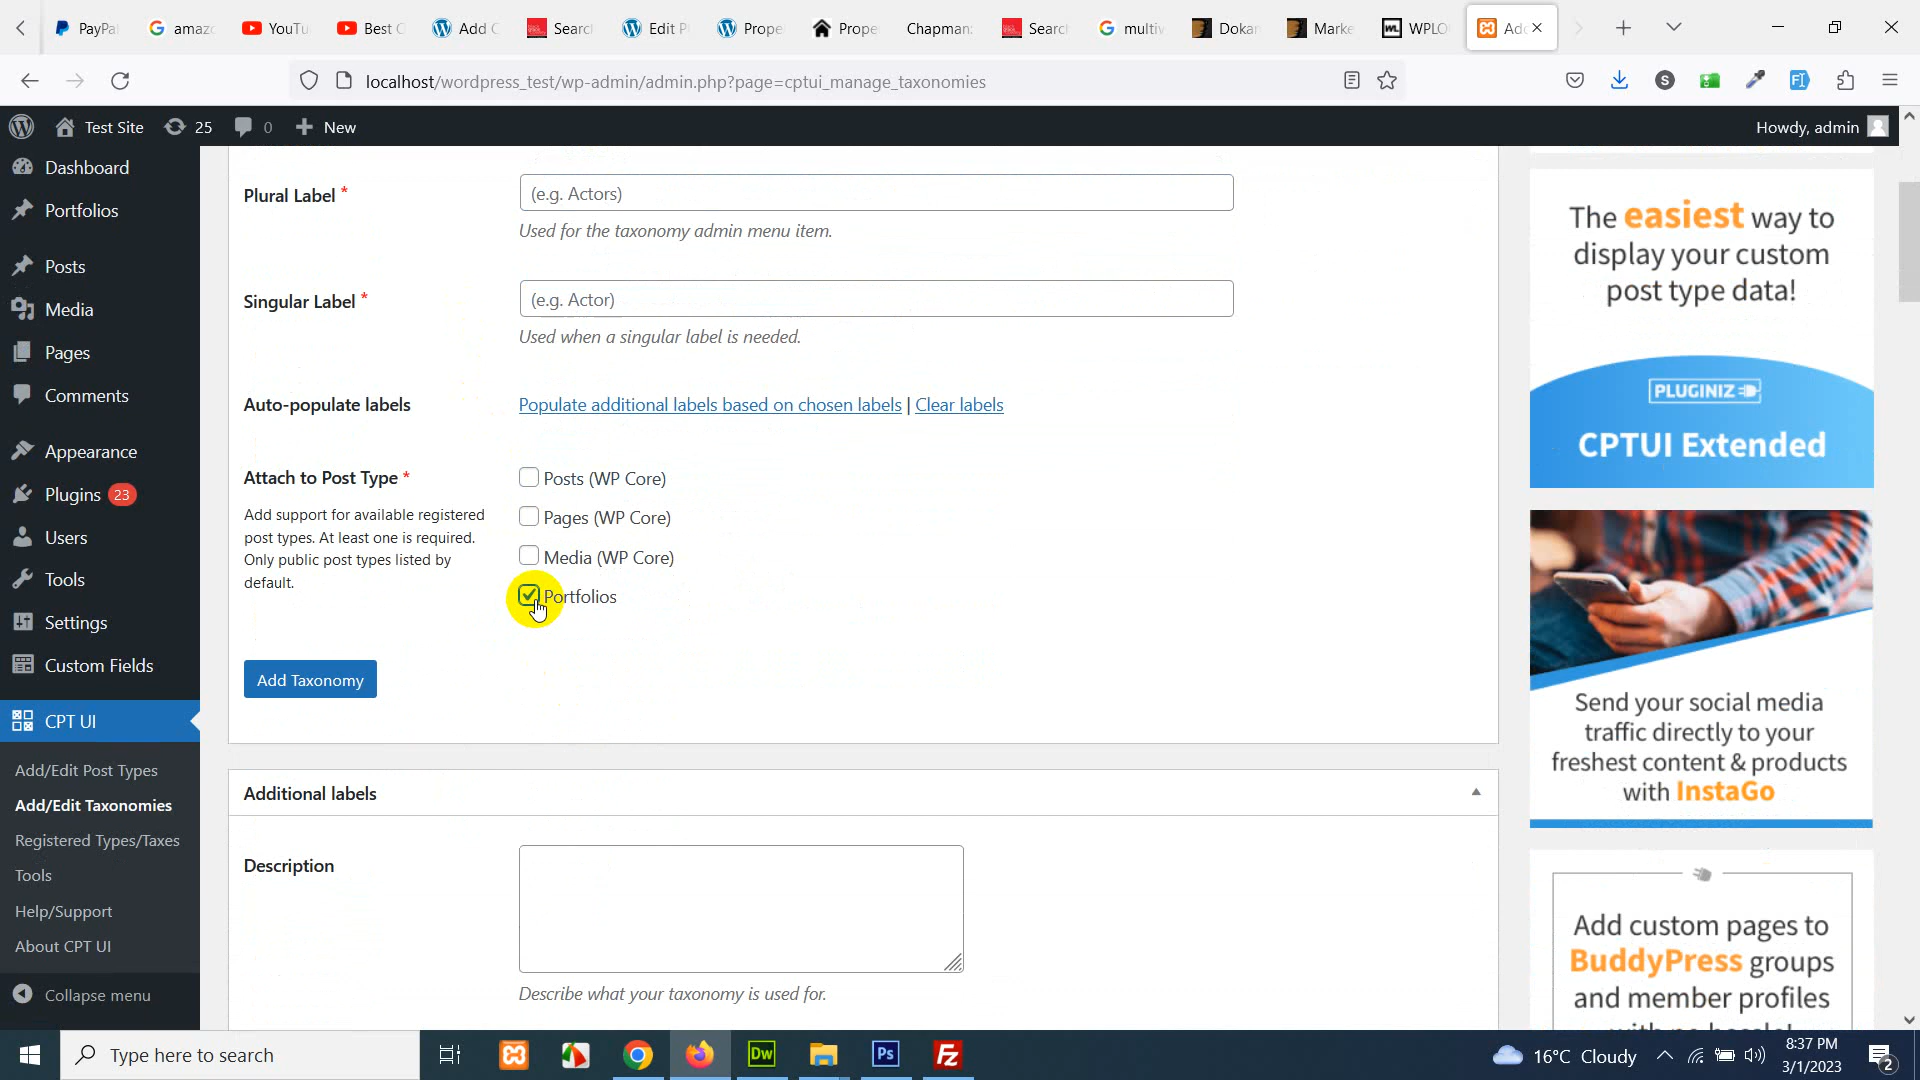 PayPa
amazo
YouTu
Best C
Add C
Search
Edit P
Prope
Prope
Chapman:
Search
multiv
Dokan
Marke
WPLO
Add
localhost/wordpress_test/wp-admin/admin.php?page=cptui_manage_taxonomies
Test Site
25
0
New
Howdy, admin
Dashboard
Portfolios
Posts
Media
Pages
Comments
Appearance
Plugins 23
Users
Tools
Settings
Custom Fields
CPT UI
Add/Edit Post Types
Add/Edit Taxonomies
Registered Types/Taxes
Tools
Help/Support
About CPT UI
Collapse menu
Plural Label *
(e.g. Actors)
Used for the taxonomy admin menu item.
Singular Label *
(e.g. Actor)
Used when a singular label is needed.
Auto-populate labels
Populate additional labels based on chosen labels | Clear labels
Attach to Post Type *
Add support for available registered
post types. At least one is required.
Only public post types listed by
default.
Posts (WP Core)
Pages (WP Core)
Media (WP Core)
Portfolios
Add Taxonomy
Additional labels
Description
Describe what your taxonomy is used for.
The easiest way to
display your custom
post type data!
PLUGINIZ
CPTUI Extended
Send your social media
traffic directly to your
freshest content & products
with InstaGo
Add custom pages to
BuddyPress groups
and member profiles
Type here to search
Dw
Ps
Fz
16°C Cloudy
8:37 PM
3/1/2023
2